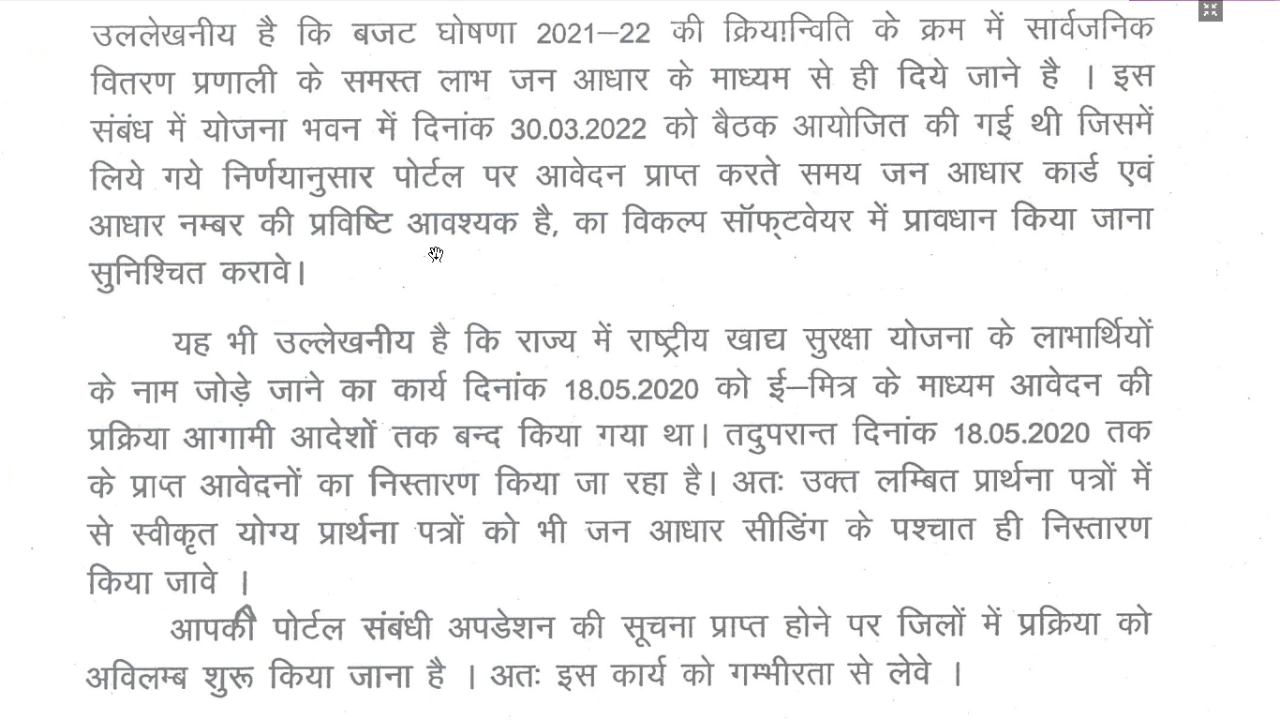 उललेखनीय है कि बजट घोषणा 2021–22 की क्रियान्विति के क्रम में सार्वजनिक
वितरण प्रणाली के समस्त लाभ जन आधार के माध्यम से ही दिये जाने है । इस
संबंध में योजना भवन में दिनांक 30.03.2022 को बैठक आयोजित की गई थी जिसमें
लिये गये निर्णयानुसार पोर्टल पर आवेदन प्राप्त करते समय जन आधार कार्ड एवं
आधार नम्बर की प्रविष्टि आवश्यक है, का विकल्प सॉफ्टवेयर में प्रावधान किया जाना
सुनिश्चित करावे।
यह भी उल्लेखनीय है कि राज्य में राष्ट्रीय खाद्य सुरक्षा योजना के लाभार्थियों
के नाम जोड़े जाने का कार्य दिनांक 18.05.2020 को ई–मित्र के माध्यम आवेदन की
प्रक्रिया आगामी आदेशों तक बन्द किया गया था। तदुपरान्त दिनांक 18.05.2020 तक
के प्राप्त आवेदनों का निस्तारण किया जा रहा है। अतः उक्त लम्बित प्रार्थना पत्रों में
से स्वीकृत योग्य प्रार्थना पत्रों को भी जन आधार सीडिंग के पश्चात ही निस्तारण
किया जावे ।
आपकी पोर्टल संबंधी अपडेशन की सूचना प्राप्त होने पर जिलों में प्रक्रिया को
अविलम्ब शुरू किया जाना है । अतः इस कार्य को गम्भीरता से लेवे ।